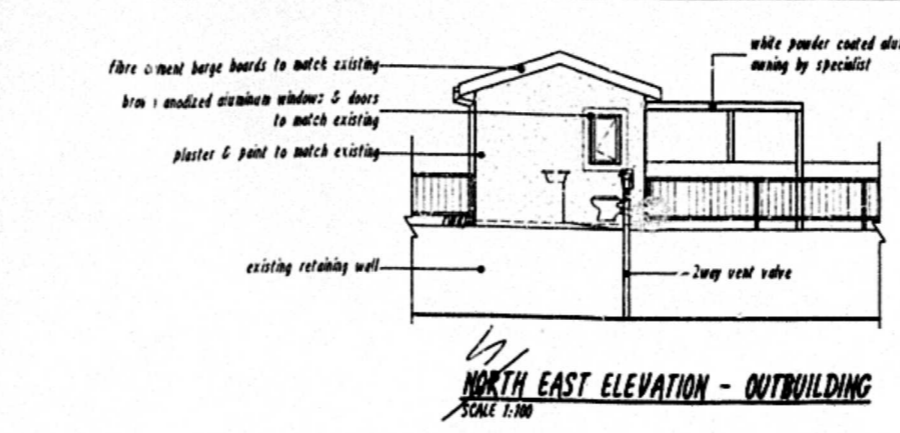 fibre cement barge boards to match existing
white powder coated alu
awning by specialist
brown anodized aluminum windows & doors
to match existing
plaster & paint to match existing
existing retaining wall
2way vent valve
NORTH EAST ELEVATION - OUTBUILDING
SCALE 1:100